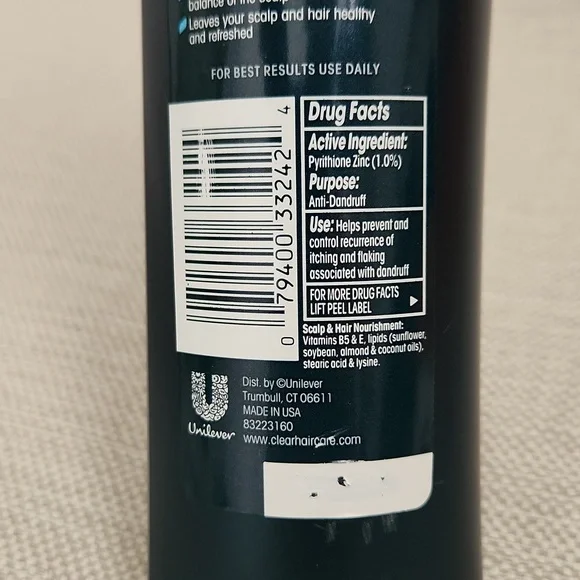 balance of the scalp
Leaves your scalp and hair healthy
and refreshed
FOR BEST RESULTS USE DAILY
0 79400 33242 4
Drug Facts
Active Ingredient:
Pyrithione Zinc (1.0%)
Purpose:
Anti-Dandruff
Use: Helps prevent and
control recurrence of
itching and flaking
associated with dandruff
FOR MORE DRUG FACTS
LIFT PEEL LABEL
Scalp & Hair Nourishment:
Vitamins B5 & E, lipids (sunflower,
soybean, almond & coconut oils),
stearic acid & lysine.
Unilever
Dist. by ©Unilever
Trumbull, CT 06611
MADE IN USA
83223160
www.clearhaircare.com